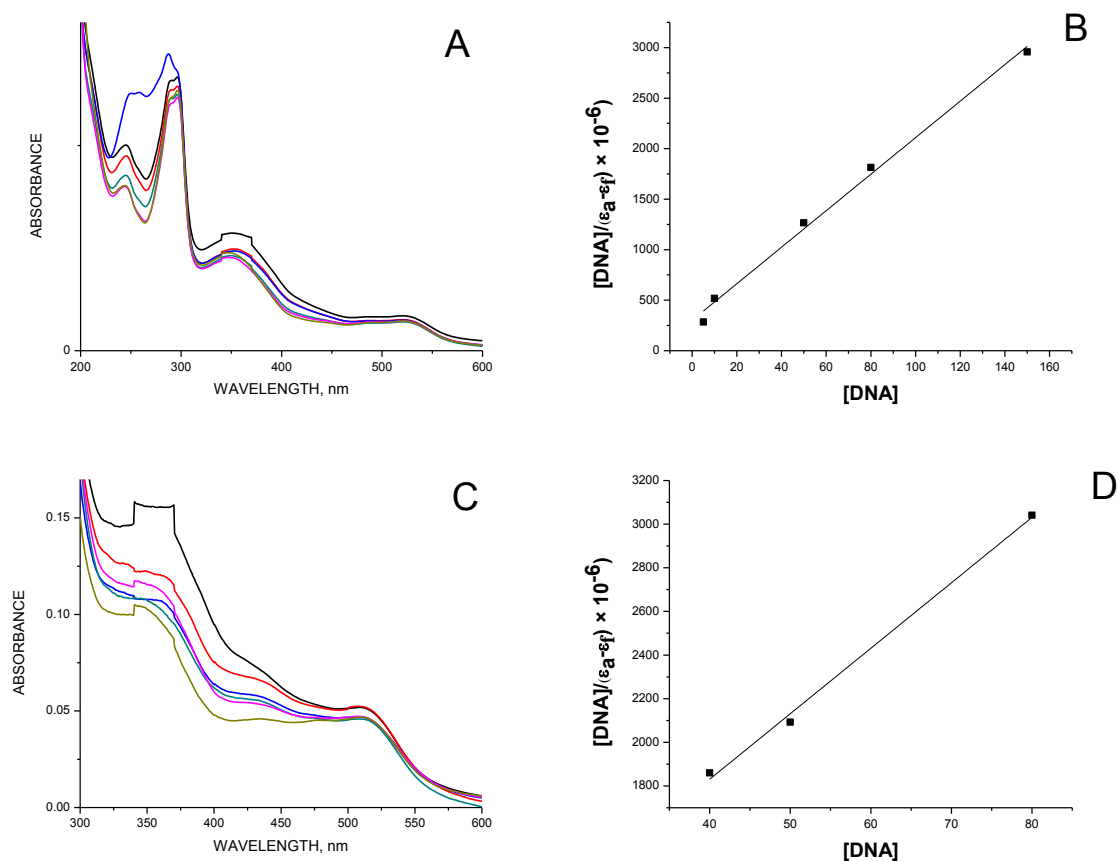 A
ABSORBANCE
0
200 300 400 500 600
WAVELENGTH, nm
B
[DNA]/(εa-εf) × 10-6
3000
2500
2000
1500
1000
500
0
0 20 40 60 80 100 120 140 160
[DNA]
C
ABSORBANCE
0.15
0.10
0.05
0.00
300 350 400 450 500 550 600
WAVELENGTH, nm
D
[DNA]/(εa-εf) × 10-6
3200
3000
2800
2600
2400
2200
2000
1800
40 50 60 70 80
[DNA]